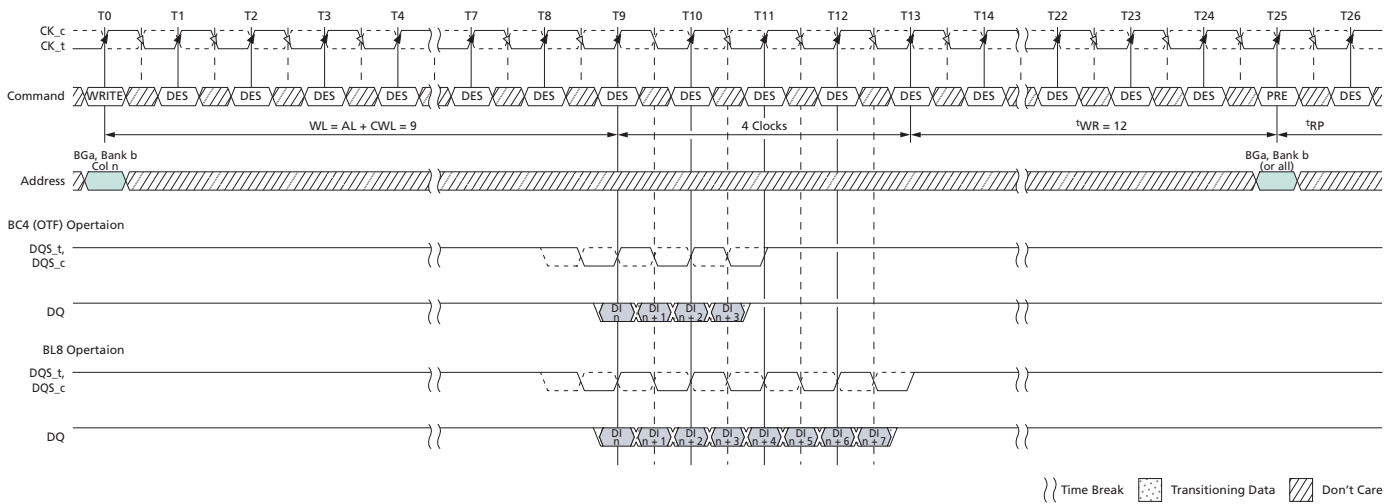 T0 T1 T2 T3 T4 T7 T8 T9 T10 T11 T12 T13 T14 T22 T23 T24 T25 T26
CK_c
CK_t
Command WRITE DES DES DES DES DES DES DES DES DES DES DES DES DES DES DES PRE DES
WL = AL + CWL = 9 4 Clocks tWR = 12 tRP
BGa, Bank b
Col n
BGa, Bank b
(or all)
Address
BC4 (OTF) Opertaion
DQS_t,
DQS_c
DQ DI n DI n + 1 DI n + 2 DI n + 3
BL8 Opertaion
DQS_t,
DQS_c
DQ DI n DI n + 1 DI n + 2 DI n + 3 DI n + 4 DI n + 5 DI n + 6 DI n + 7
Time Break Transitioning Data Don't Care